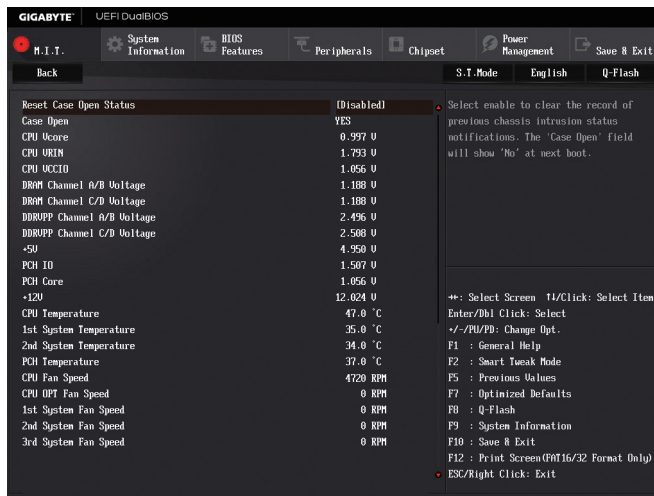 GIGABYTE™ UEFI DualBIOS
M.I.T.
System Information
BIOS Features
Peripherals
Chipset
Power Management
Save & Exit
Back
S.T.Mode English Q-Flash
Reset Case Open Status [Disabled]
Case Open YES
CPU Vcore 0.997 V
CPU VRIN 1.793 V
CPU VCCIO 1.056 V
DRAM Channel A/B Voltage 1.188 V
DRAM Channel C/D Voltage 1.188 V
DDRVPP Channel A/B Voltage 2.496 V
DDRVPP Channel C/D Voltage 2.508 V
+5V 4.950 V
PCH IO 1.507 V
PCH Core 1.056 V
+12V 12.024 V
CPU Temperature 47.0 °C
1st System Temperature 35.0 °C
2nd System Temperature 34.0 °C
PCH Temperature 37.0 °C
CPU Fan Speed 4720 RPM
CPU OPT Fan Speed 0 RPM
1st System Fan Speed 0 RPM
2nd System Fan Speed 0 RPM
3rd System Fan Speed 0 RPM
Select enable to clear the record of
previous chassis intrusion status
notifications. The 'Case Open' field
will show 'No' at next boot.
→←: Select Screen ↑↓/Click: Select Item
Enter/Dbl Click: Select
+/-/PU/PD: Change Opt.
F1 : General Help
F2 : Smart Tweak Mode
F5 : Previous Values
F7 : Optimized Defaults
F8 : Q-Flash
F9 : System Information
F10 : Save & Exit
F12 : Print Screen(FAT16/32 Format Only)
ESC/Right Click: Exit